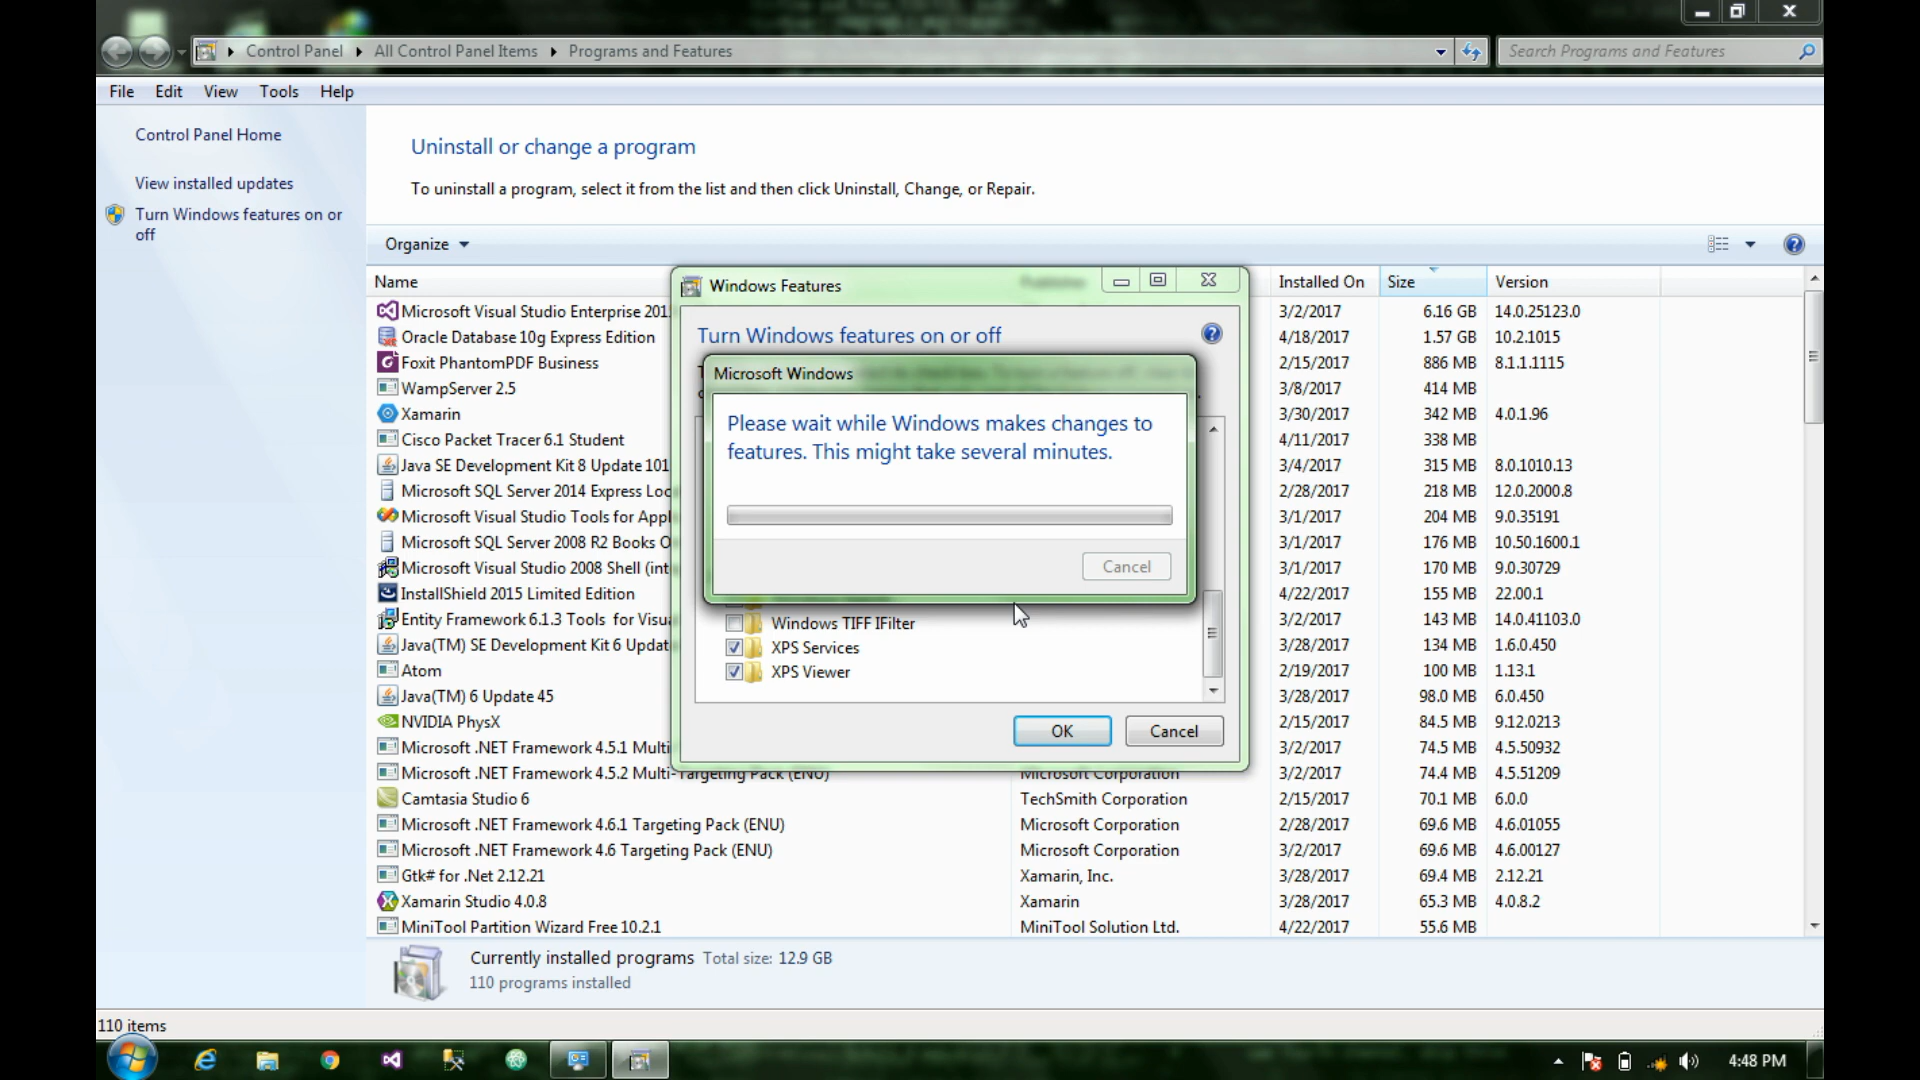 Control Panel
All Control Panel Items
Programs and Features
Search Programs and Features
File Edit View Tools Help
Control Panel Home
View installed updates
Turn Windows features on or
off
Uninstall or change a program
To uninstall a program, select it from the list and then click Uninstall, Change, or Repair.
Organize
Name Installed On Size Version
Microsoft Visual Studio Enterprise 201 3/2/2017 6.16 GB 14.0.25123.0
Oracle Database 10g Express Edition 4/18/2017 1.57 GB 10.2.1015
Foxit PhantomPDF Business 2/15/2017 886 MB 8.1.1.1115
WampServer 2.5 3/8/2017 414 MB
Xamarin 3/30/2017 342 MB 4.0.1.96
Cisco Packet Tracer 6.1 Student 4/11/2017 338 MB
Java SE Development Kit 8 Update 101 3/4/2017 315 MB 8.0.1010.13
Microsoft SQL Server 2014 Express Loc 2/28/2017 218 MB 12.0.2000.8
Microsoft Visual Studio Tools for Appl 3/1/2017 204 MB 9.0.35191
Microsoft SQL Server 2008 R2 Books O 3/1/2017 176 MB 10.50.1600.1
Microsoft Visual Studio 2008 Shell (int 3/1/2017 170 MB 9.0.30729
InstallShield 2015 Limited Edition 4/22/2017 155 MB 22.00.1
Entity Framework 6.1.3 Tools for Visu 3/2/2017 143 MB 14.0.41103.0
Java(TM) SE Development Kit 6 Updat 3/28/2017 134 MB 1.6.0.450
Atom 2/19/2017 100 MB 1.13.1
Java(TM) 6 Update 45 3/28/2017 98.0 MB 6.0.450
NVIDIA PhysX 2/15/2017 84.5 MB 9.12.0213
Microsoft .NET Framework 4.5.1 Multi 3/2/2017 74.5 MB 4.5.50932
Microsoft .NET Framework 4.5.2 Multi-Targeting Pack (ENU) Microsoft Corporation 3/2/2017 74.4 MB 4.5.51209
Camtasia Studio 6 TechSmith Corporation 2/15/2017 70.1 MB 6.0.0
Microsoft .NET Framework 4.6.1 Targeting Pack (ENU) Microsoft Corporation 2/28/2017 69.6 MB 4.6.01055
Microsoft .NET Framework 4.6 Targeting Pack (ENU) Microsoft Corporation 3/2/2017 69.6 MB 4.6.00127
Gtk# for .Net 2.12.21 Xamarin, Inc. 3/28/2017 69.4 MB 2.12.21
Xamarin Studio 4.0.8 Xamarin 3/28/2017 65.3 MB 4.0.8.2
MiniTool Partition Wizard Free 10.2.1 MiniTool Solution Ltd. 4/22/2017 55.6 MB
Windows Features
Turn Windows features on or off
Microsoft Windows
Please wait while Windows makes changes to
features. This might take several minutes.
Cancel
Windows TIFF IFilter
XPS Services
XPS Viewer
OK Cancel
Currently installed programs Total size: 12.9 GB
110 programs installed
110 items
4:48 PM